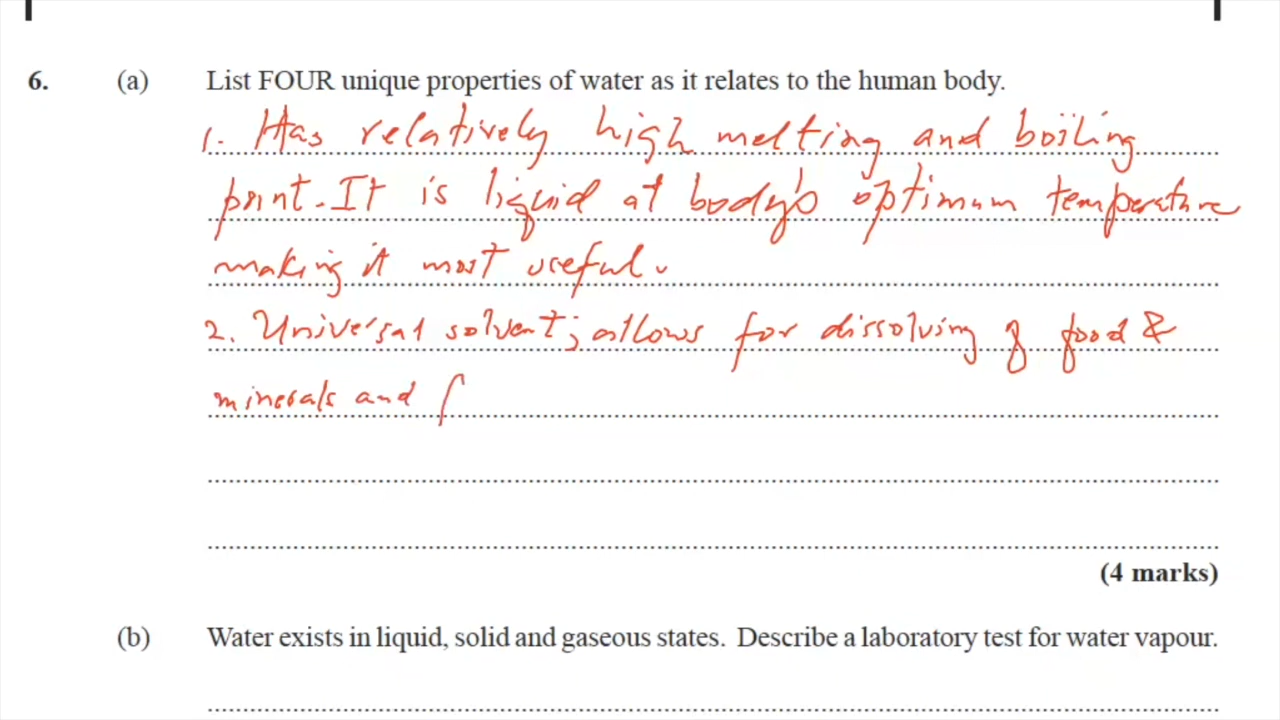 6. (a) List FOUR unique properties of water as it relates to the human body.
1. Has relatively high melting and boiling
point. It is liquid at body's optimum temperature
making it most useful.
2. Universal solvent; allows for dissolving of food &
minerals and
(4 marks)
(b) Water exists in liquid, solid and gaseous states. Describe a laboratory test for water vapour.